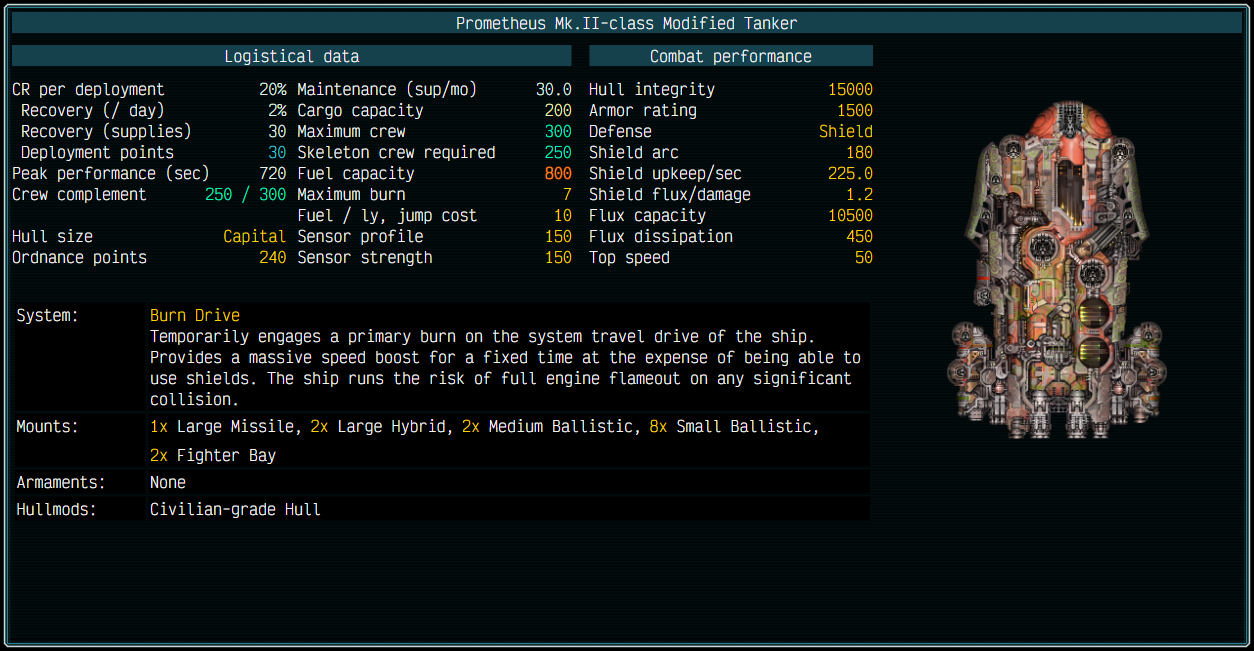 Prometheus Mk.II-class Modified Tanker
Logistical data
Combat performance
CR per deployment 20% Maintenance (sup/mo) 30.0 Hull integrity 15000
Recovery (/ day) 2% Cargo capacity 200 Armor rating 1500
Recovery (supplies) 30 Maximum crew 300 Defense Shield
Deployment points 30 Skeleton crew required 250 Shield arc 180
Peak performance (sec) 720 Fuel capacity 800 Shield upkeep/sec 225.0
Crew complement 250 / 300 Maximum burn 7 Shield flux/damage 1.2
Fuel / ly, jump cost 10 Flux capacity 10500
Hull size Capital Sensor profile 150 Flux dissipation 450
Ordnance points 240 Sensor strength 150 Top speed 50
System: Burn Drive
Temporarily engages a primary burn on the system travel drive of the ship.
Provides a massive speed boost for a fixed time at the expense of being able to
use shields. The ship runs the risk of full engine flameout on any significant
collision.
Mounts: 1x Large Missile, 2x Large Hybrid, 2x Medium Ballistic, 8x Small Ballistic,
2x Fighter Bay
Armaments: None
Hullmods: Civilian-grade Hull